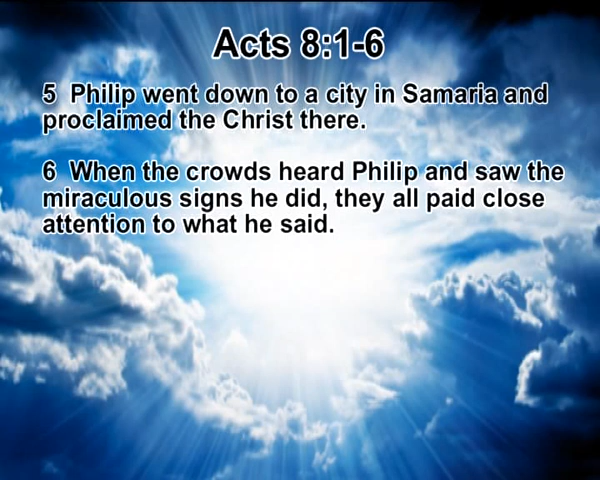 Acts 8:1-6
5 Philip went down to a city in Samaria and
proclaimed the Christ there.
6 When the crowds heard Philip and saw the
miraculous signs he did, they all paid close
attention to what he said.